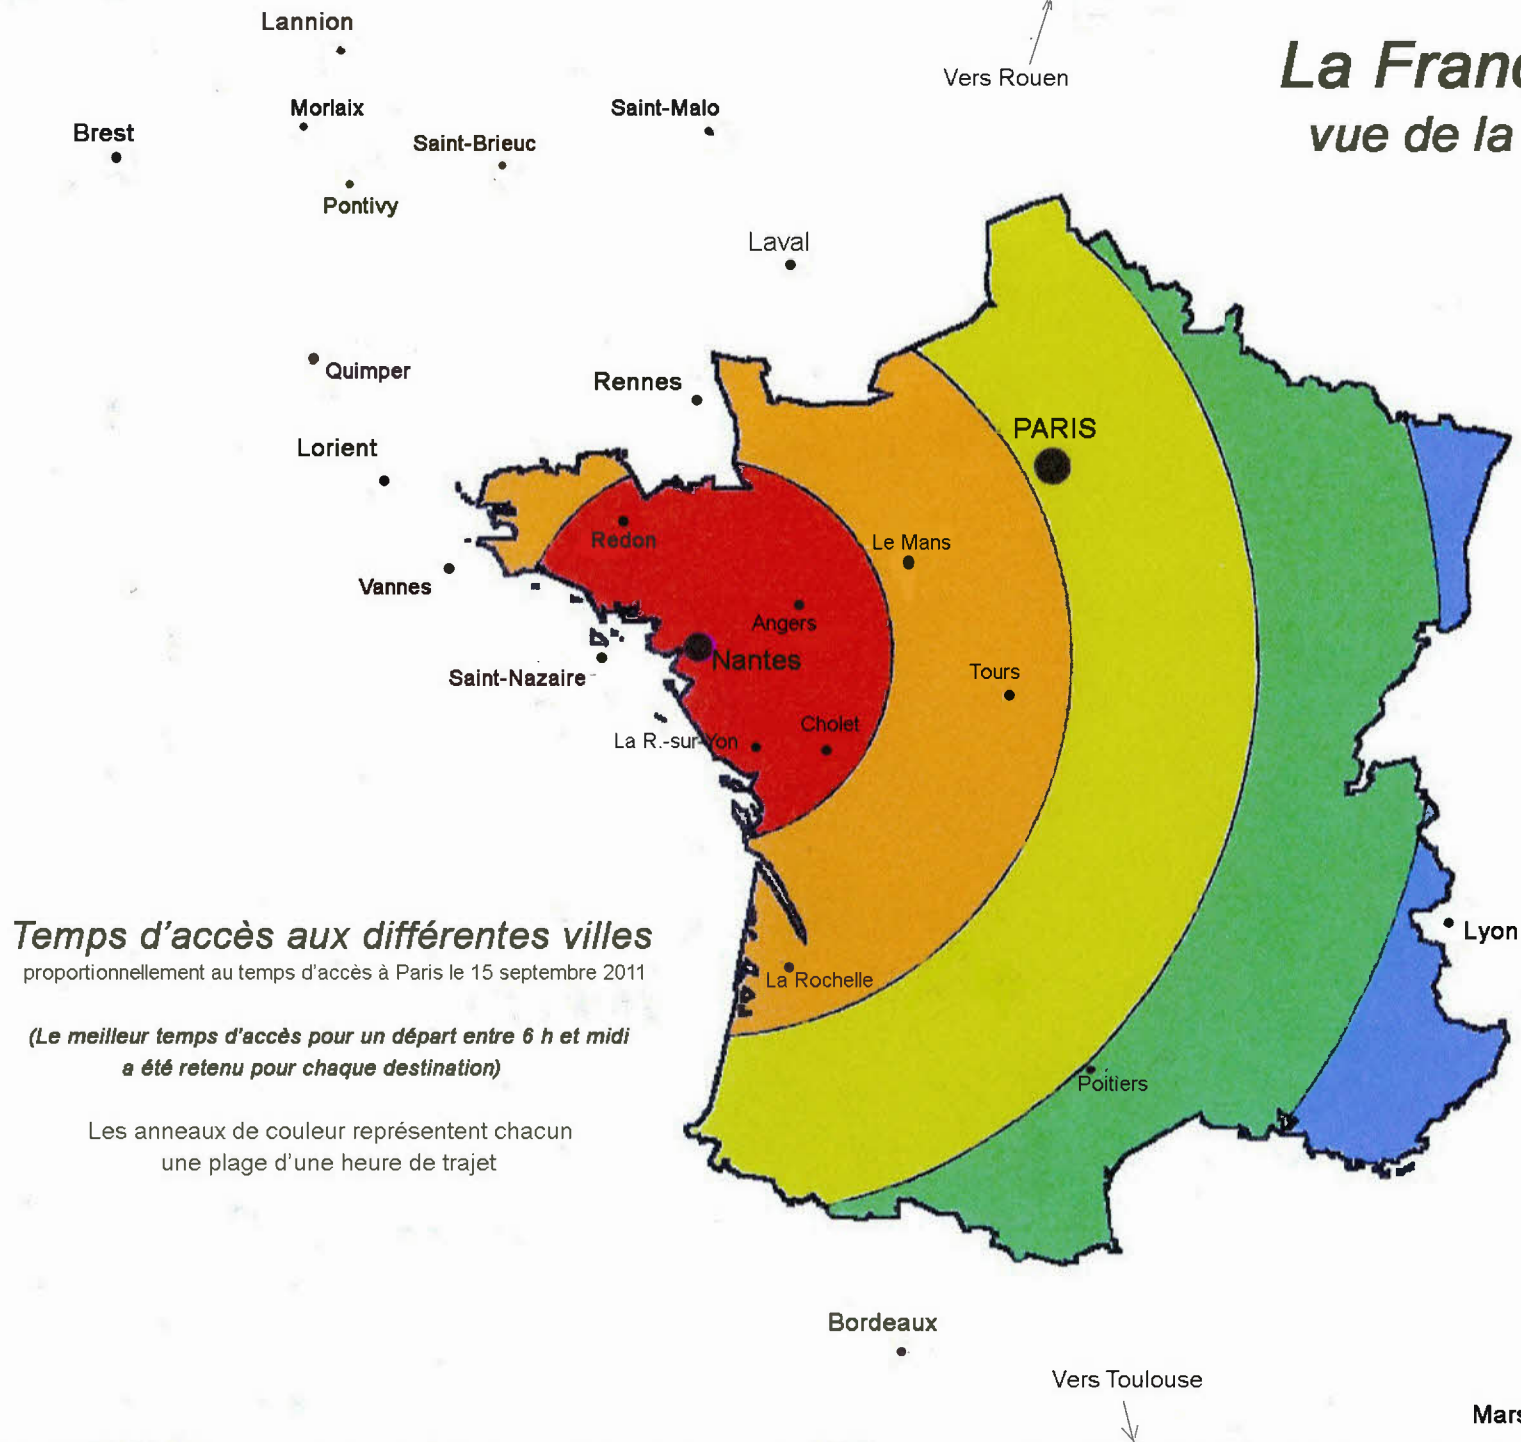 Lannion
Vers Rouen
La Franc
vue de la
Morlaix
Saint-Malo
Brest
Saint-Brieuc
Pontivy
Laval
Quimper
Rennes
PARIS
Lorient
Redon
Le Mans
Vannes
Angers
Nantes
Saint-Nazaire
Tours
Cholet
La R.-sur-Yon
Temps d'accès aux différentes villes
proportionnellement au temps d'accès à Paris le 15 septembre 2011
Lyon
La Rochelle
(Le meilleur temps d'accès pour un départ entre 6 h et midi
a été retenu pour chaque destination)
Poitiers
Les anneaux de couleur représentent chacun
une plage d'une heure de trajet
Bordeaux
Vers Toulouse
Mars